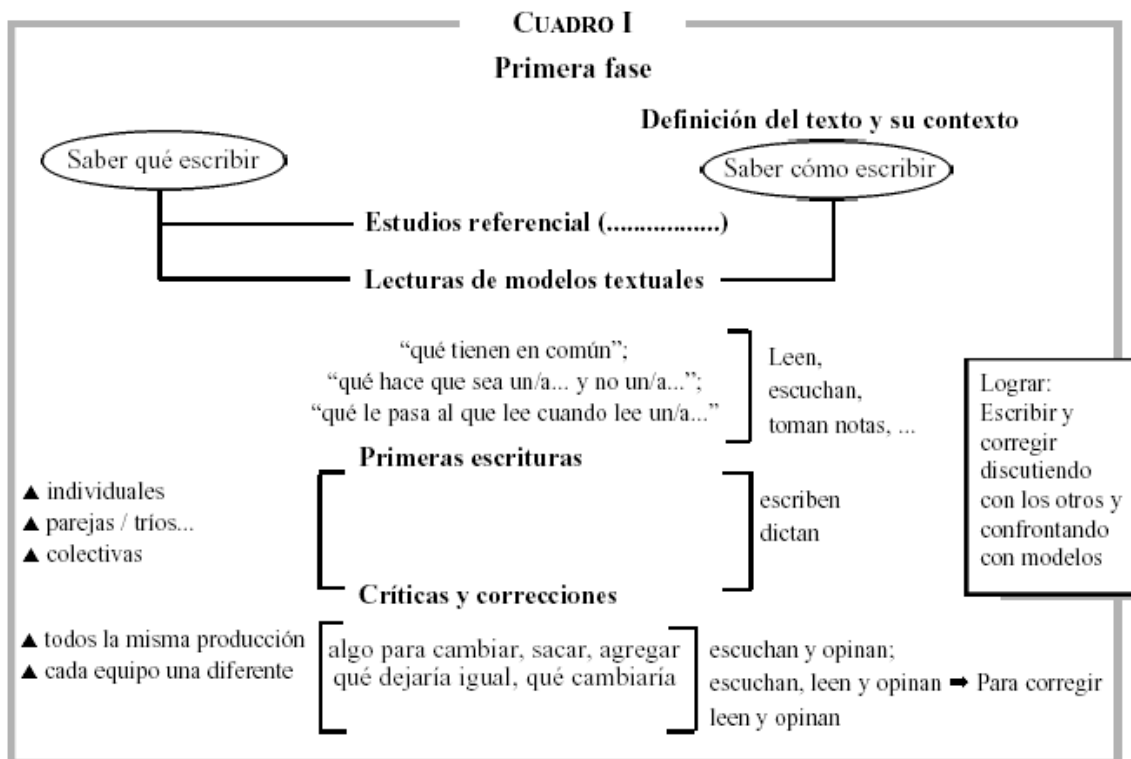 CUADRO I
Primera fase
Definición del texto y su contexto
Saber qué escribir
Saber cómo escribir
Estudios referencial (.................)
Lecturas de modelos textuales
“qué tienen en común”;
“qué hace que sea un/a... y no un/a...”;
“qué le pasa al que lee cuando lee un/a...”
Leen,
escuchan,
toman notas, ...
Lograr:
Escribir y
corregir
discutiendo
con los otros y
confrontando
con modelos
Primeras escrituras
▲ individuales
▲ parejas / tríos...
▲ colectivas
escriben
dictan
Críticas y correcciones
▲ todos la misma producción
▲ cada equipo una diferente
algo para cambiar, sacar, agregar
qué dejaría igual, qué cambiaría
escuchan y opinan;
escuchan, leen y opinan ➡ Para corregir
leen y opinan